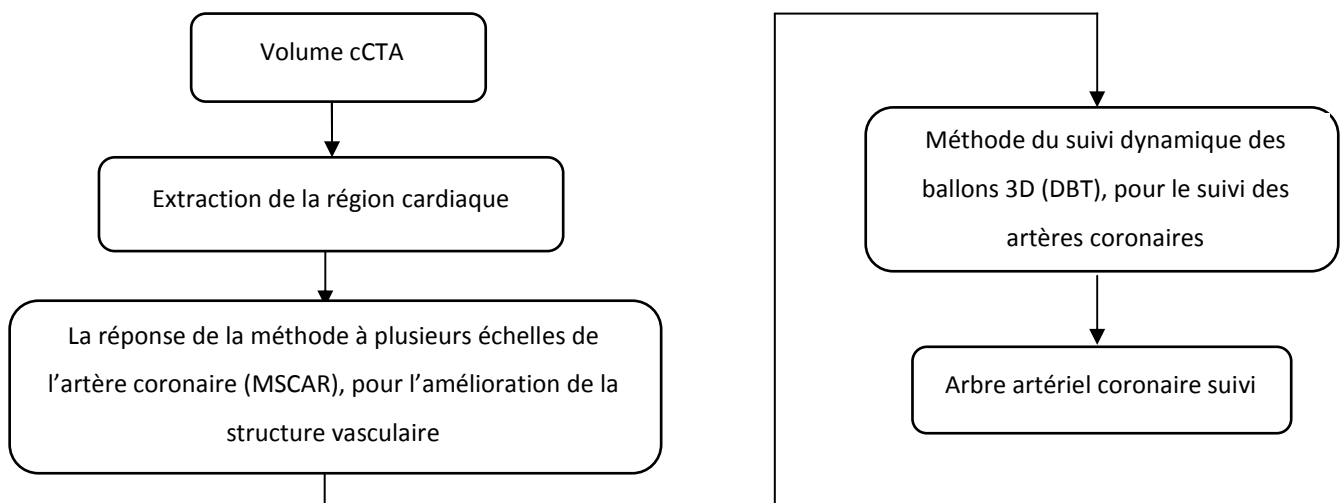 Volume cCTA
Extraction de la région cardiaque
La réponse de la méthode à plusieurs échelles de
l’artère coronaire (MSCAR), pour l’amélioration de la
structure vasculaire
Méthode du suivi dynamique des
ballons 3D (DBT), pour le suivi des
artères coronaires
Arbre artériel coronaire suivi